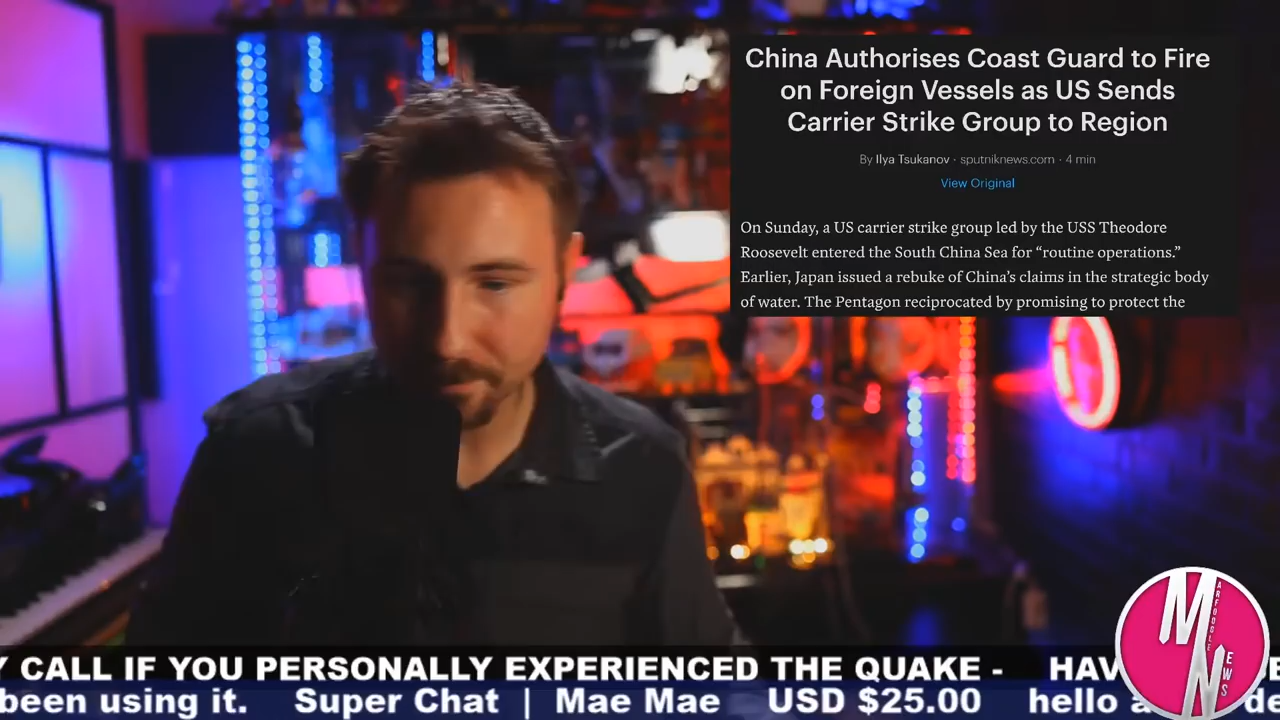 China Authorises Coast Guard to Fire
on Foreign Vessels as US Sends
Carrier Strike Group to Region
By Ilya Tsukanov · sputniknews.com · 4 min
View Original
On Sunday, a US carrier strike group led by the USS Theodore
Roosevelt entered the South China Sea for “routine operations.”
Earlier, Japan issued a rebuke of China’s claims in the strategic body
of water. The Pentagon reciprocated by promising to protect the
Y CALL IF YOU PERSONALLY EXPERIENCED THE QUAKE - HAV
been using it. Super Chat | Mae Mae USD $25.00 hello a
MARFOOGLE
NEWS